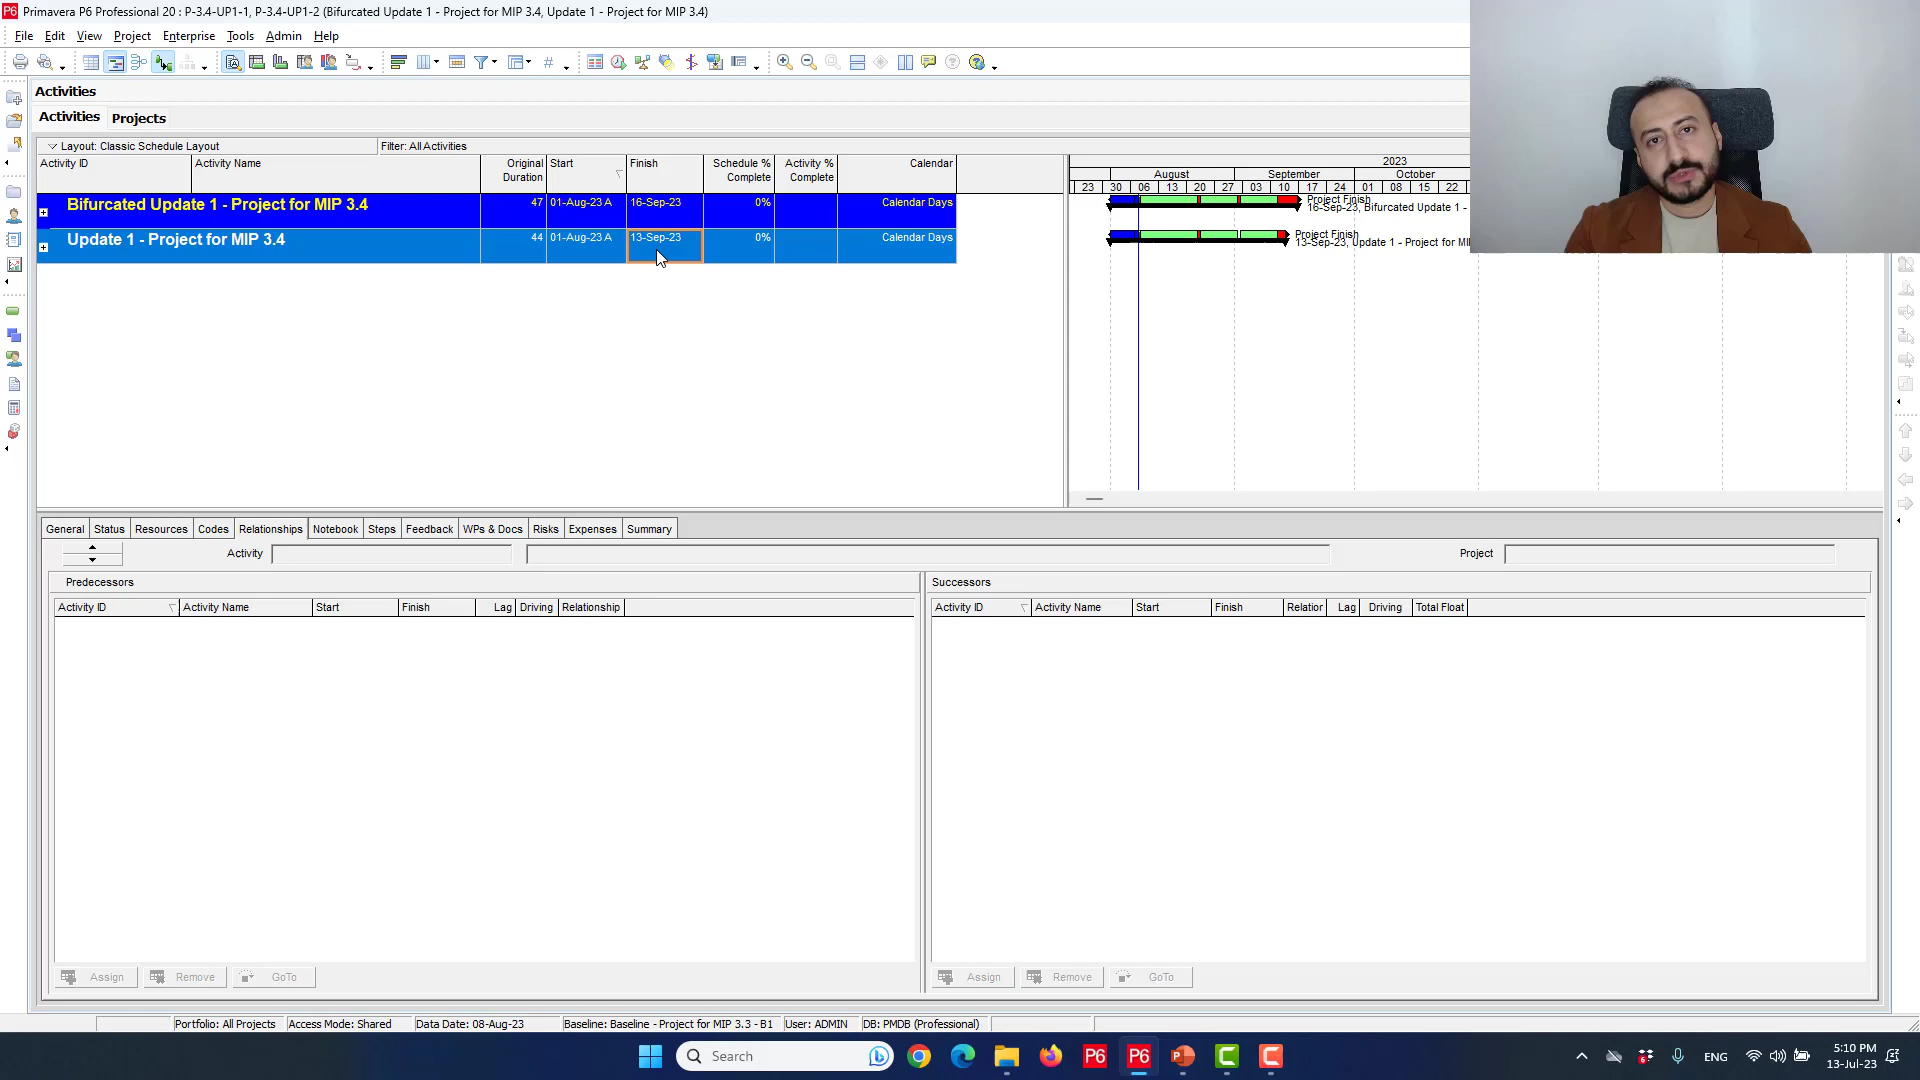 Primavera P6 Professional 20 : P-3.4-UP1-1, P-3.4-UP1-2 (Bifurcated Update 1 - Project for MIP 3.4, Update 1 - Project for MIP 3.4)
File Edit View Project Enterprise Tools Admin Help
Activities
Activities Projects
Layout: Classic Schedule Layout Filter: All Activities
Activity ID Activity Name Original Duration Start Finish Schedule % Complete Activity % Complete Calendar
Bifurcated Update 1 - Project for MIP 3.4 47 01-Aug-23 A 16-Sep-23 0% Calendar Days
Update 1 - Project for MIP 3.4 44 01-Aug-23 A 13-Sep-23 0% Calendar Days
2023
August September October
23 30 06 13 20 27 03 10 17 24 01 08 15 22
Project Finish
16-Sep-23, Bifurcated Update 1 -
Project Finish
13-Sep-23, Update 1 - Project for MI
General Status Resources Codes Relationships Notebook Steps Feedback WPs & Docs Risks Expenses Summary
Activity Project
Predecessors Successors
Activity ID Activity Name Start Finish Lag Driving Relationship
Activity ID Activity Name Start Finish Relatior Lag Driving Total Float
Assign Remove GoTo Assign Remove GoTo
Portfolio: All Projects Access Mode: Shared Data Date: 08-Aug-23 Baseline: Baseline - Project for MIP 3.3 - B1 User: ADMIN DB: PMDB (Professional)
Search P6 P6 ENG 5:10 PM
13-Jul-23